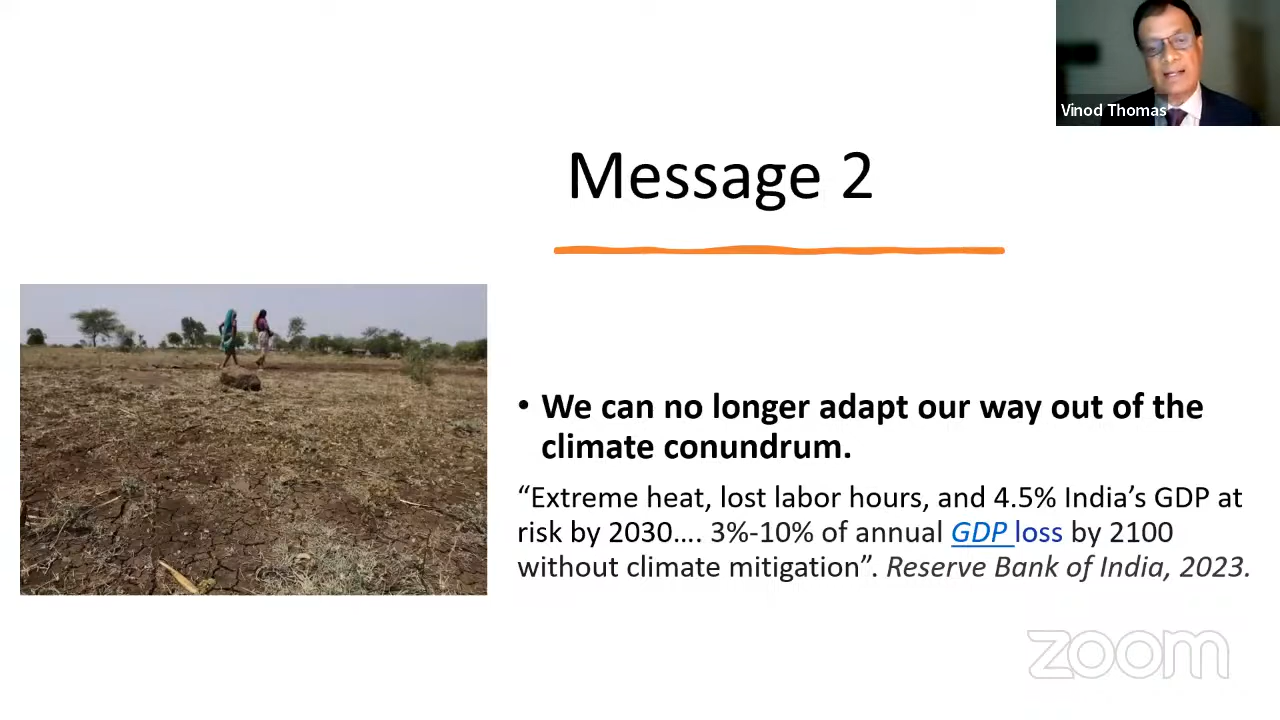 Vinod Thomas
Message 2
• We can no longer adapt our way out of the
climate conundrum.
“Extreme heat, lost labor hours, and 4.5% India’s GDP at
risk by 2030…. 3%-10% of annual GDP loss by 2100
without climate mitigation”. Reserve Bank of India, 2023.
zoom